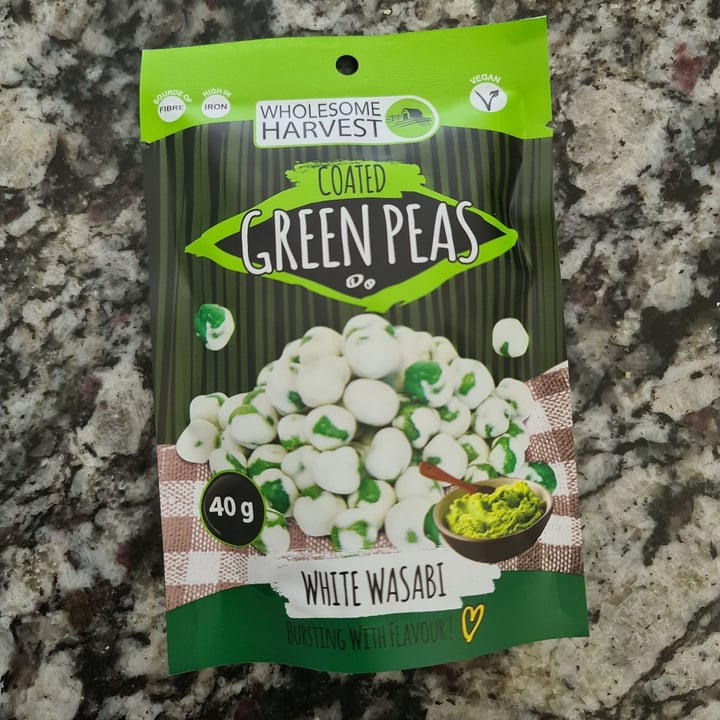 SOURCE OF
FIBRE
HIGH IN
IRON
VEGAN
WHOLESOME
HARVEST
COATED
GREEN PEAS
40 g
WHITE WASABI
BURSTING WITH FLAVOUR!